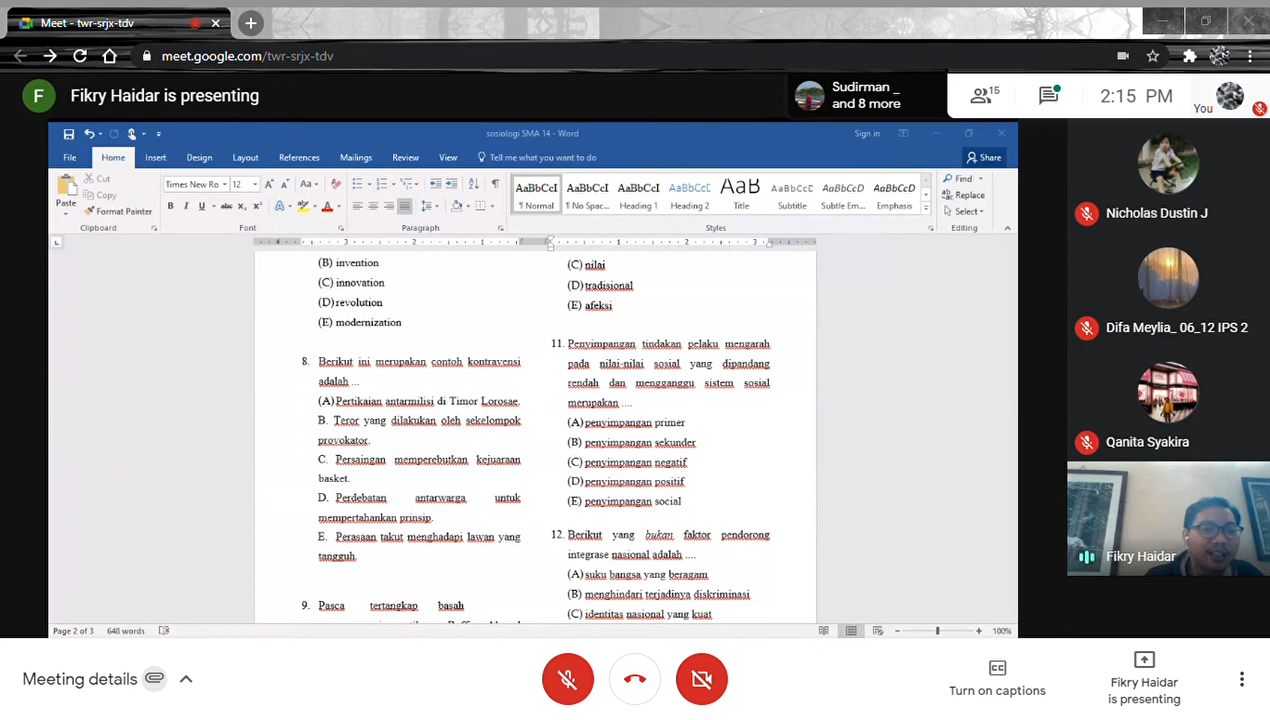 Meet - twr-srjx-tdv
meet.google.com/twr-srjx-tdv
F
Fikry Haidar is presenting
Sudirman _
and 8 more
15
2:15 PM
You
sosiologi SMA 14 - Word
Sign in
File
Home
Insert
Design
Layout
References
Mailings
Review
View
Tell me what you want to do
Share
Paste
Cut
Copy
Format Painter
Clipboard
Times New Ro
12
Font
Paragraph
AaBbCcI
¶ Normal
AaBbCcI
¶ No Spac...
AaBbCcI
Heading 1
AaBbCcC
Heading 2
AaB
Title
AaBbCcC
Subtitle
AaBbCcD
Subtle Em...
AaBbCcD
Emphasis
Styles
Find
Replace
Select
Editing
(B) invention
(C) innovation
(D) revolution
(E) modernization
8. Berikut ini merupakan contoh kontravensi
adalah ...
(A) Pertikaian antarmilisi di Timor Lorosae.
B. Teror yang dilakukan oleh sekelompok
provokator.
C. Persaingan memperebutkan kejuaraan
basket.
D. Perdebatan antarwarga untuk
mempertahankan prinsip.
E. Perasaan takut menghadapi lawan yang
tangguh.
9. Pasca tertangkap basah
(C) nilai
(D) tradisional
(E) afeksi
11. Penyimpangan tindakan pelaku mengarah
pada nilai-nilai sosial yang dipandang
rendah dan mengganggu sistem sosial
merupakan ....
(A) penyimpangan primer
(B) penyimpangan sekunder
(C) penyimpangan negatif
(D) penyimpangan positif
(E) penyimpangan social
12. Berikut yang bukan faktor pendorong
integrase nasional adalah ....
(A) suku bangsa yang beragam
(B) menghindari terjadinya diskriminasi
(C) identitas nasional yang kuat
Page 2 of 3
648 words
100%
Nicholas Dustin J
Difa Meylia_ 06_12 IPS 2
Qanita Syakira
Fikry Haidar
Meeting details
Turn on captions
Fikry Haidar
is presenting